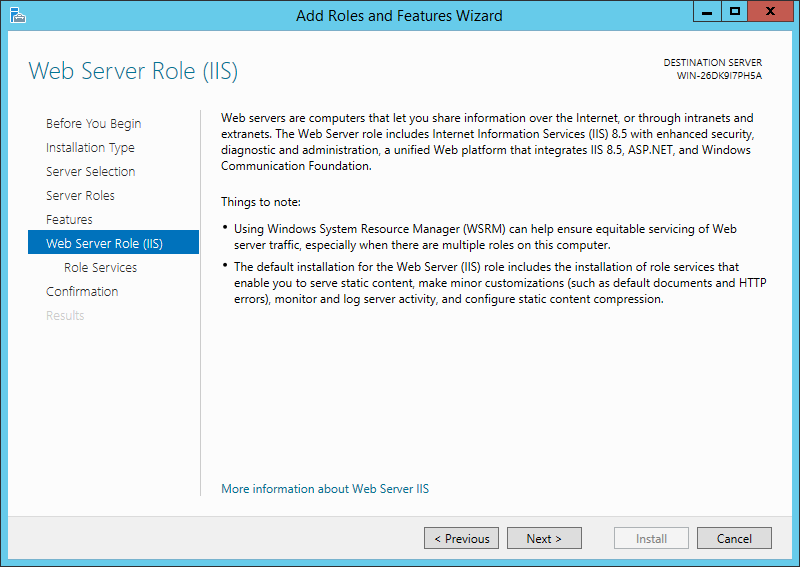 Add Roles and Features Wizard
Web Server Role (IIS)
DESTINATION SERVER
WIN-26DK9I7PH5A
Before You Begin
Installation Type
Server Selection
Server Roles
Features
Web Server Role (IIS)
Role Services
Confirmation
Results
Web servers are computers that let you share information over the Internet, or through intranets and
extranets. The Web Server role includes Internet Information Services (IIS) 8.5 with enhanced security,
diagnostic and administration, a unified Web platform that integrates IIS 8.5, ASP.NET, and Windows
Communication Foundation.
Things to note:
• Using Windows System Resource Manager (WSRM) can help ensure equitable servicing of Web
server traffic, especially when there are multiple roles on this computer.
• The default installation for the Web Server (IIS) role includes the installation of role services that
enable you to serve static content, make minor customizations (such as default documents and HTTP
errors), monitor and log server activity, and configure static content compression.
More information about Web Server IIS
< Previous
Next >
Install
Cancel